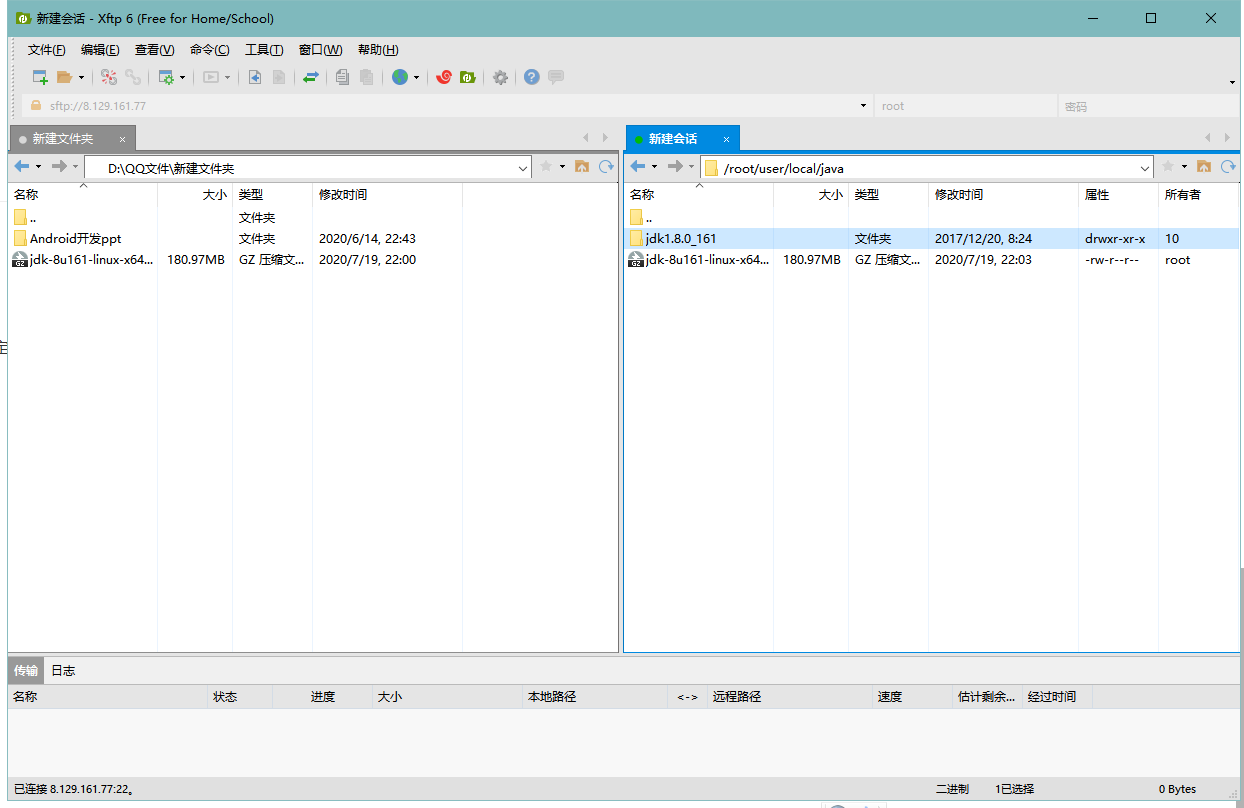 新建会话 - Xftp 6 (Free for Home/School)
文件(F) 编辑(E) 查看(V) 命令(C) 工具(T) 窗口(W) 帮助(H)
sftp://8.129.161.77 root 密码
新建文件夹 × 新建会话 ×
D:\QQ文件\新建文件夹 /root/user/local/java
名称 大小 类型 修改时间 名称 大小 类型 修改时间 属性 所有者
.. 文件夹 ..
Android开发ppt 文件夹 2020/6/14, 22:43 jdk1.8.0_161 文件夹 2017/12/20, 8:24 drwxr-xr-x 10
jdk-8u161-linux-x64... 180.97MB GZ 压缩文... 2020/7/19, 22:00 jdk-8u161-linux-x64... 180.97MB GZ 压缩文... 2020/7/19, 22:03 -rw-r--r-- root
传输 日志
名称 状态 进度 大小 本地路径 <-> 远程路径 速度 估计剩余... 经过时间
已连接 8.129.161.77:22。 二进制 1已选择 0 Bytes